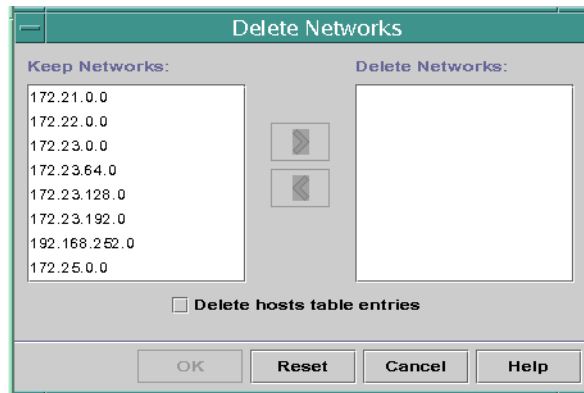 Delete Networks
Keep Networks:
Delete Networks:
172.21.0.0
172.22.0.0
172.23.0.0
172.23.64.0
172.23.128.0
172.23.192.0
192.168.252.0
172.25.0.0
Delete hosts table entries
OK
Reset
Cancel
Help